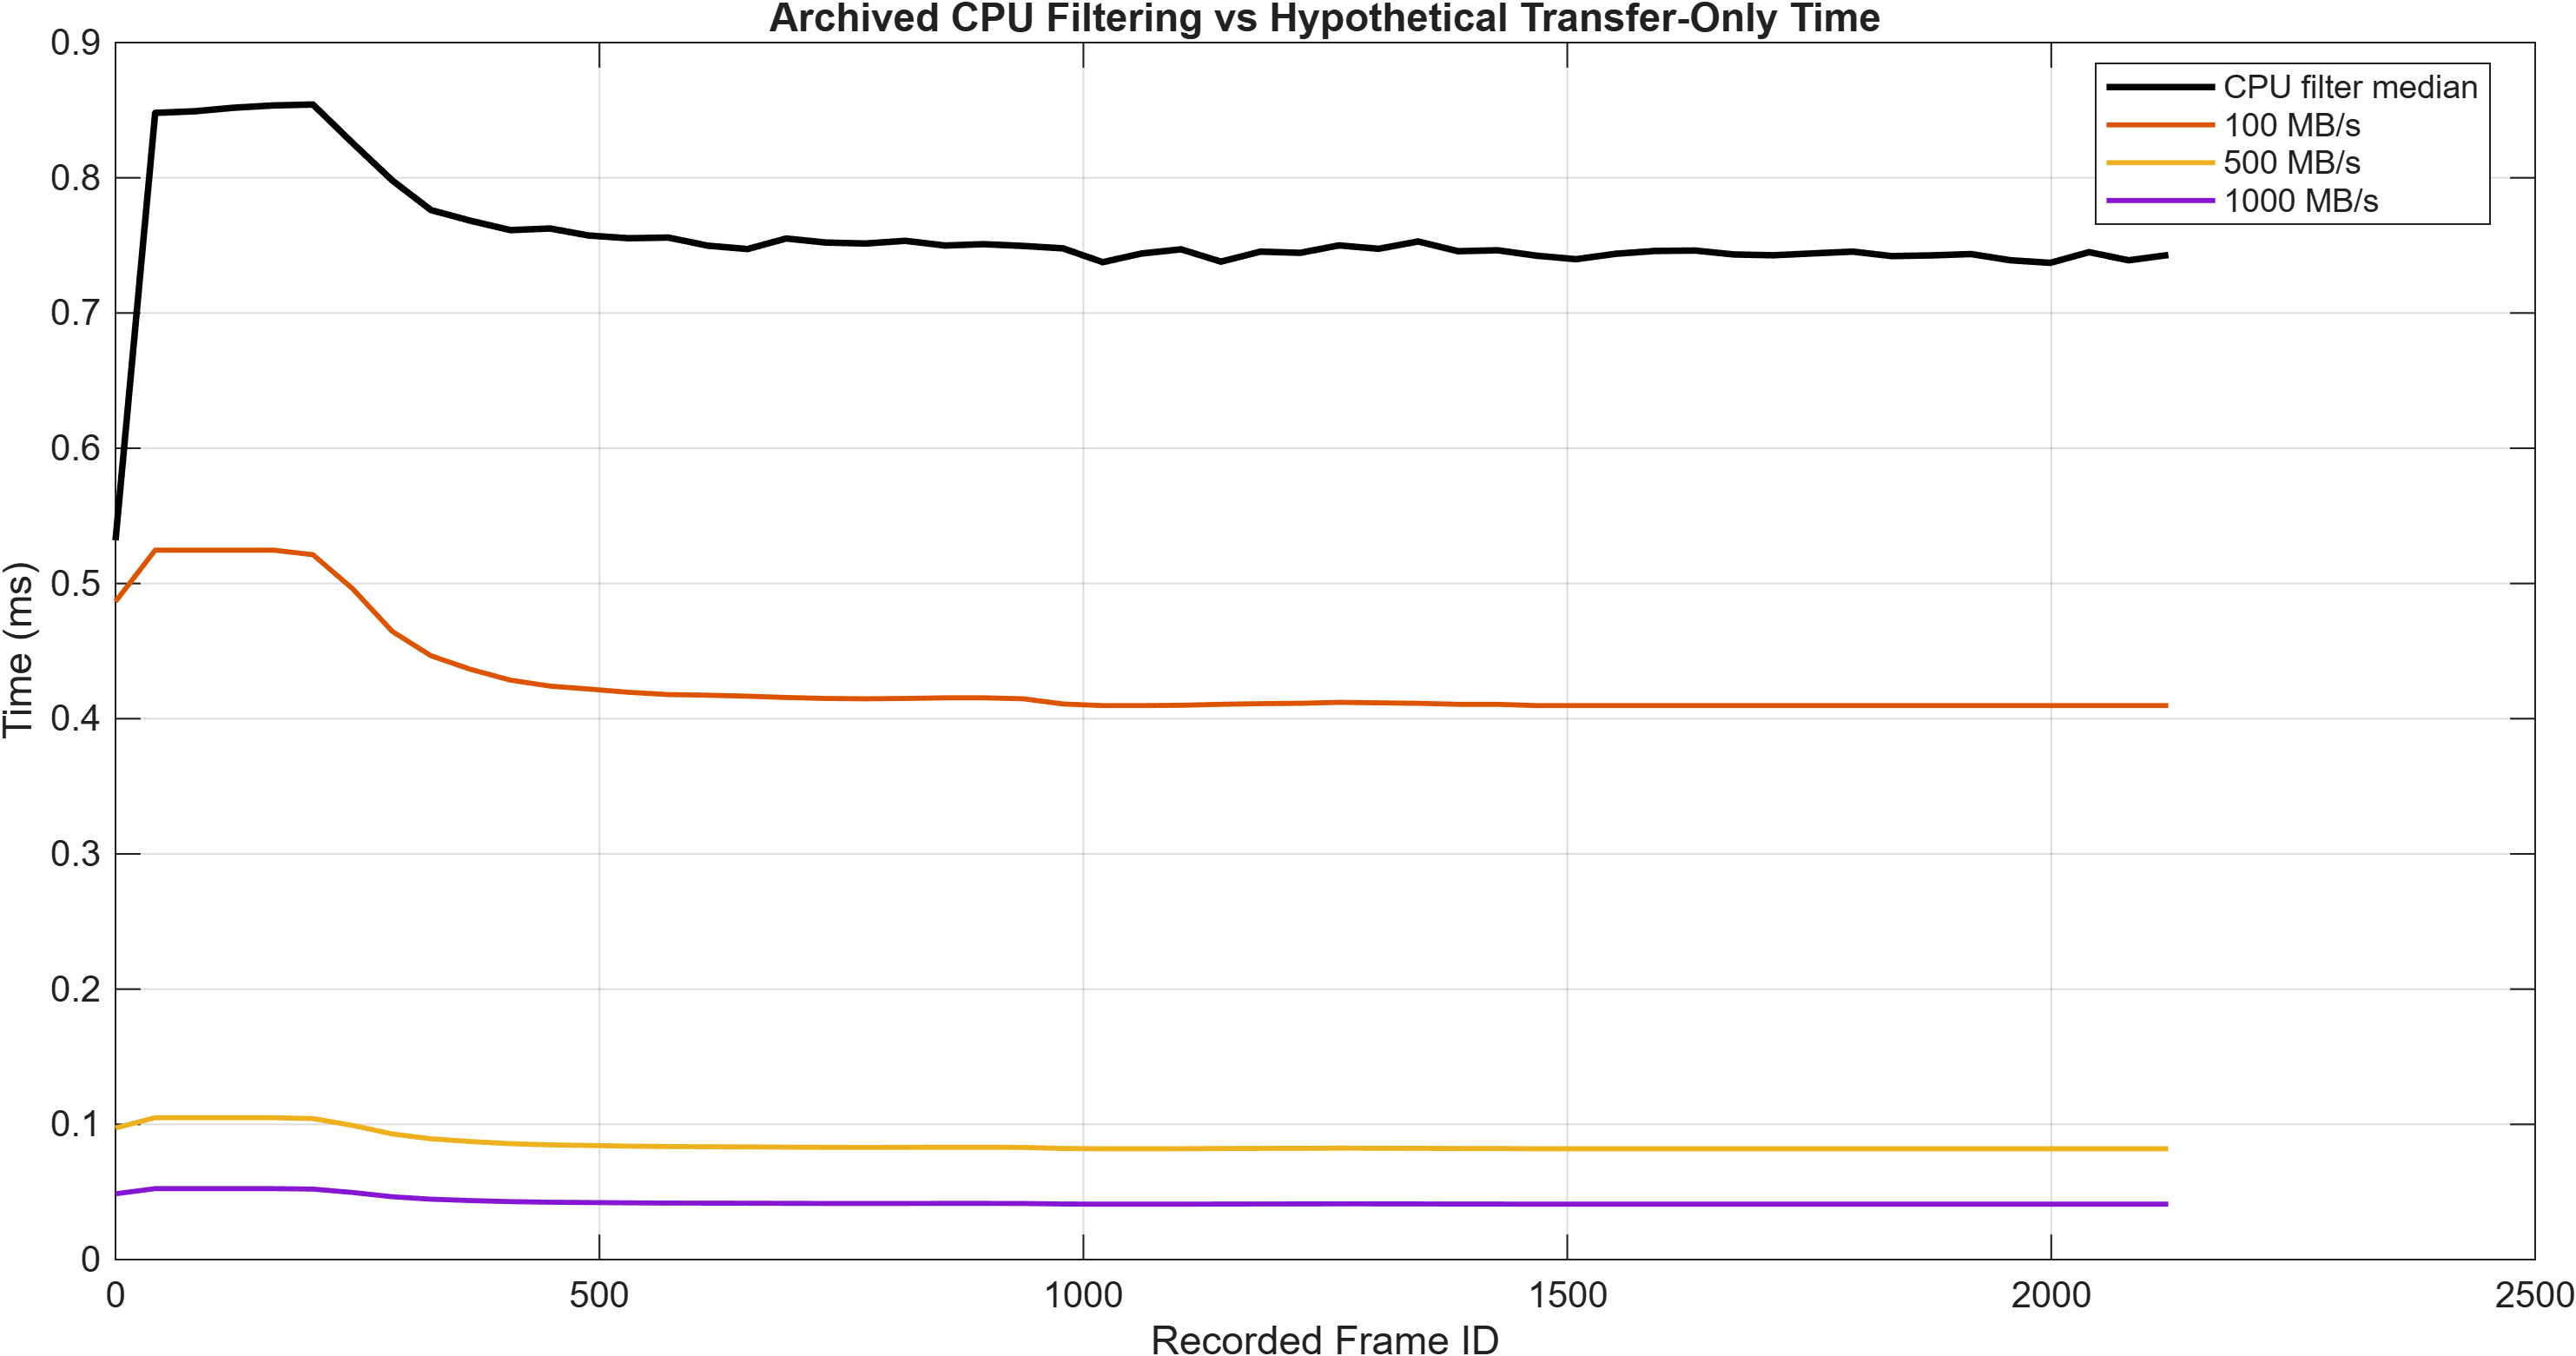 Archived CPU Filtering vs Hypothetical Transfer-Only Time
CPU filter median
100 MB/s
500 MB/s
1000 MB/s
Time (ms)
0.9
0.8
0.7
0.6
0.5
0.4
0.3
0.2
0.1
0
0 500 1000 1500 2000 2500
Recorded Frame ID